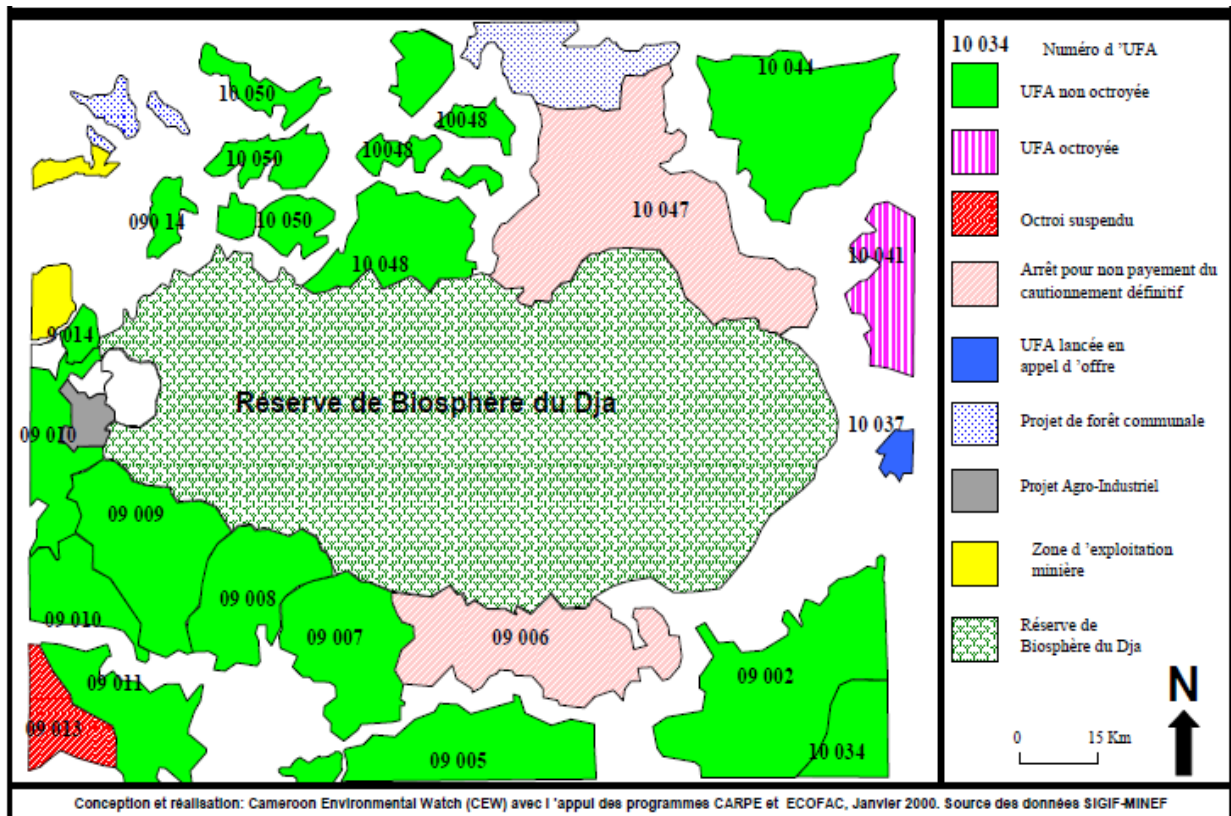 10 044
10 050
10048
10 050
10048
090 14
10 050
10 047
10 048
10 041
9 014
Réserve de Biosphère du Dja
10 037
09 010
09 009
09 008
09 010
09 007
09 006
09 011
09 002
09 013
09 005
10 034
10 034 Numéro d ’UFA
UFA non octroyée
UFA octroyée
Octroi suspendu
Arrêt pour non payement du
cautionnement définitif
UFA lancée en
appel d ’offre
Projet de forêt communale
Projet Agro-Industriel
Zone d ’exploitation
minière
Réserve de
Biosphère du Dja
N
0 15 Km
Conception et réalisation: Cameroon Environmental Watch (CEW) avec l ’appui des programmes CARPE et ECOFAC, Janvier 2000. Source des données SIGIF-MINEF